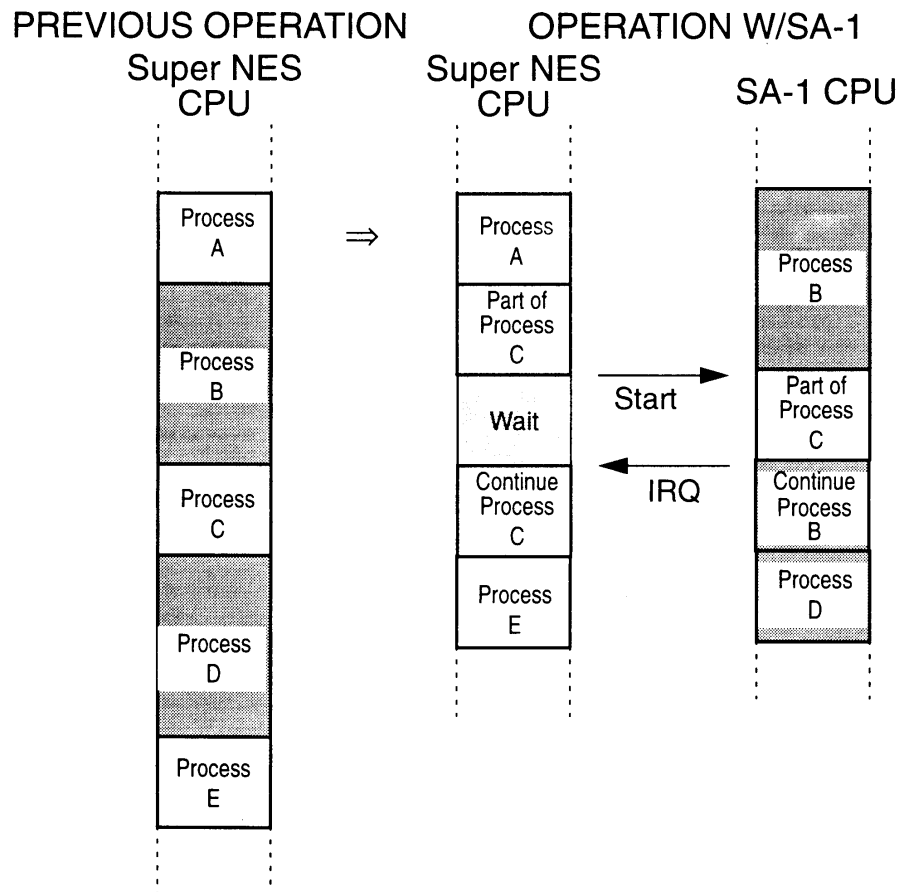 PREVIOUS OPERATION
Super NES
CPU
Process
A
Process
B
Process
C
Process
D
Process
E
⇒
OPERATION W/SA-1
Super NES
CPU
Process
A
Part of
Process
C
Wait
Continue
Process
C
Process
E
Start
IRQ
SA-1 CPU
Process
B
Part of
Process
C
Continue
Process
B
Process
D